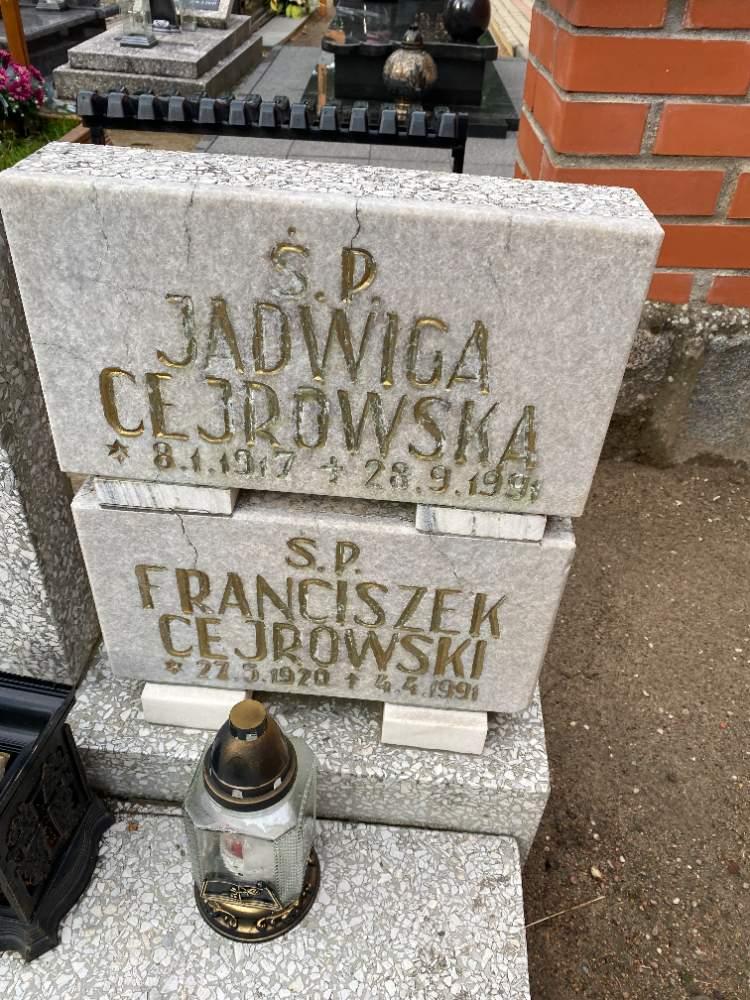 Ś.P.
JADWIGA
CEJROWSKA
* 8.1.1917 + 28.9.1991
Ś.P.
FRANCISZEK
CEJROWSKI
* 27.3.1920 + 4.4.1991